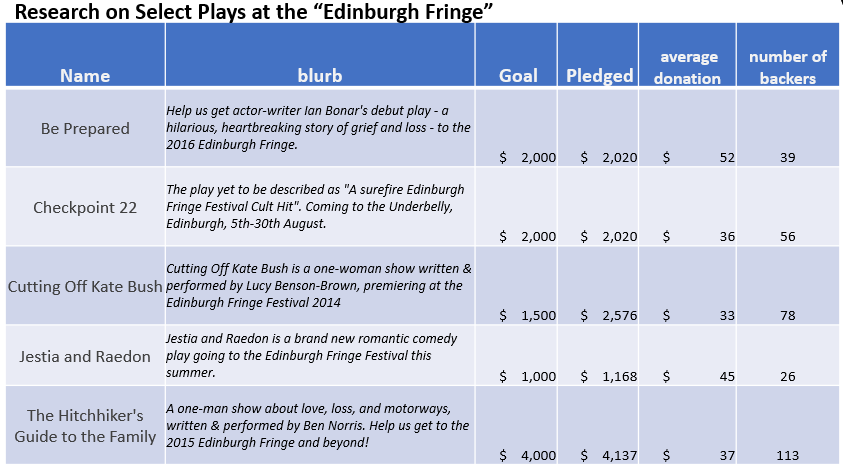 Research on Select Plays at the “Edinburgh Fringe”
Name blurb Goal Pledged average donation number of backers
Be Prepared
Help us get actor-writer Ian Bonar's debut play - a
hilarious, heartbreaking story of grief and loss - to the
2016 Edinburgh Fringe.
$ 2,000 $ 2,020 $ 52 39
Checkpoint 22
The play yet to be described as "A surefire Edinburgh
Fringe Festival Cult Hit". Coming to the Underbelly,
Edinburgh, 5th-30th August.
$ 2,000 $ 2,020 $ 36 56
Cutting Off Kate Bush
Cutting Off Kate Bush is a one-woman show written &
performed by Lucy Benson-Brown, premiering at the
Edinburgh Fringe Festival 2014
$ 1,500 $ 2,576 $ 33 78
Jestia and Raedon
Jestia and Raedon is a brand new romantic comedy
play going to the Edinburgh Fringe Festival this
summer.
$ 1,000 $ 1,168 $ 45 26
The Hitchhiker's
Guide to the Family
A one-man show about love, loss, and motorways,
written & performed by Ben Norris. Help us get to the
2015 Edinburgh Fringe and beyond!
$ 4,000 $ 4,137 $ 37 113